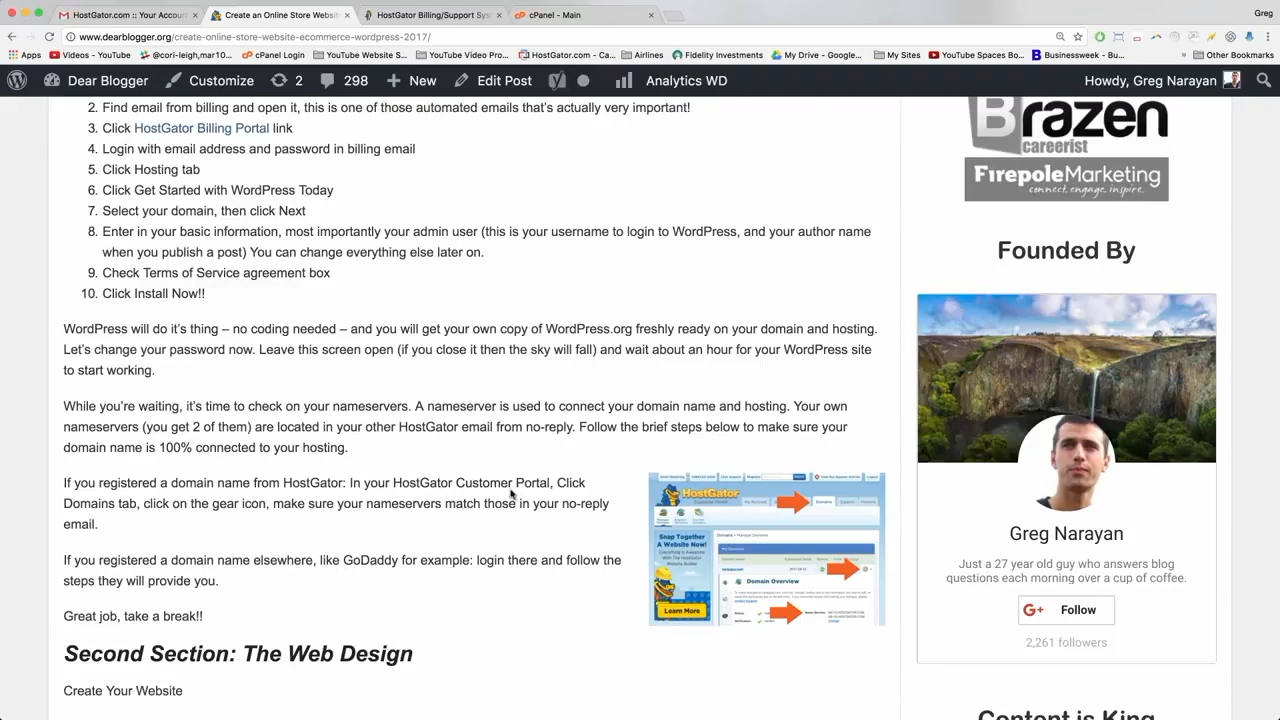 HostGator.com :: Your Accou
Create an Online Store Websit
HostGator Billing/Support Sys
cPanel - Main
Greg
www.dearblogger.org/create-online-store-website-ecommerce-wordpress-2017/
Apps
Videos - YouTube
@cori-leigh,mar10...
cPanel Login
YouTube Website S...
YouTube Video Pro...
HostGator.com - Ca...
Airlines
Fidelity Investments
My Drive - Google...
My Sites
YouTube Spaces Bo...
Businessweek - Bu...
Other Bookmarks
Dear Blogger
Customize
2
298
New
Edit Post
Analytics WD
Howdy, Greg Narayan
2. Find email from billing and open it, this is one of those automated emails that's actually very important!
3. Click HostGator Billing Portal link
4. Login with email address and password in billing email
5. Click Hosting tab
6. Click Get Started with WordPress Today
7. Select your domain, then click Next
8. Enter in your basic information, most importantly your admin user (this is your username to login to WordPress, and your author name
when you publish a post) You can change everything else later on.
9. Check Terms of Service agreement box
10. Click Install Now!!
WordPress will do it's thing – no coding needed – and you will get your own copy of WordPress.org freshly ready on your domain and hosting.
Let's change your password now. Leave this screen open (if you close it then the sky will fall) and wait about an hour for your WordPress site
to start working.
While you're waiting, it's time to check on your nameservers. A nameserver is used to connect your domain name and hosting. Your own
nameservers (you get 2 of them) are located in your other HostGator email from no-reply. Follow the brief steps below to make sure your
domain name is 100% connected to your hosting.
If you registered domain name from HostGator: In your HostGator Customer Portal, Click
Domains tab, click on the gear icon, make sure your nameservers match those in your no-reply
email.
If you registered a domain name elsewhere, like GoDaddy for example: login there and follow the
steps they will provide you.
Great job, take a break!!
Second Section: The Web Design
Create Your Website
HostGator
Domains
Snap Together
A Website Now!
Learn More
Domain Overview
Brazen
careerist
FirepoleMarketing
connect. engage. inspire.
Founded By
Greg Narayan
Just a 27 year old guy who answers blog
questions each morning over a cup of coffee.
G+ Follow
2,261 followers
Content is King